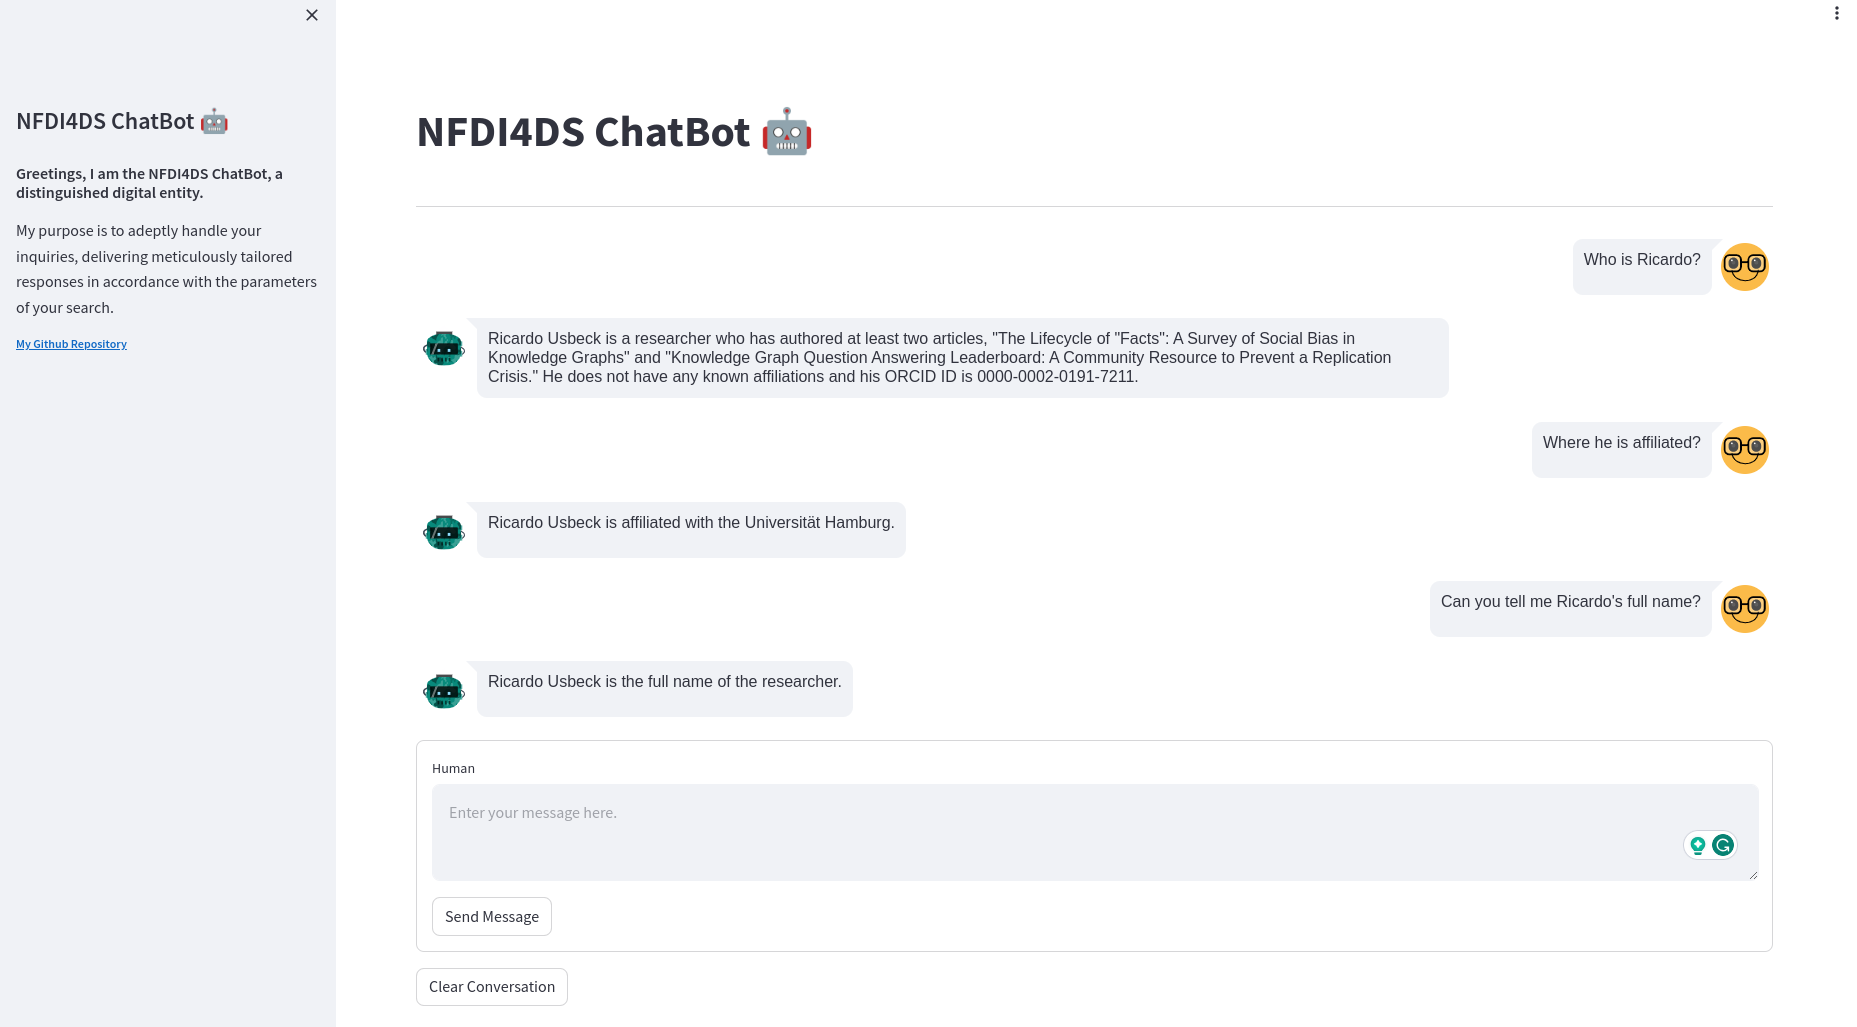 NFDI4DS ChatBot 🤖
Greetings, I am the NFDI4DS ChatBot, a
distinguished digital entity.
My purpose is to adeptly handle your
inquiries, delivering meticulously tailored
responses in accordance with the parameters
of your search.
My Github Repository
NFDI4DS ChatBot 🤖
Who is Ricardo?
Ricardo Usbeck is a researcher who has authored at least two articles, "The Lifecycle of "Facts": A Survey of Social Bias in
Knowledge Graphs" and "Knowledge Graph Question Answering Leaderboard: A Community Resource to Prevent a Replication
Crisis." He does not have any known affiliations and his ORCID ID is 0000-0002-0191-7211.
Where he is affiliated?
Ricardo Usbeck is affiliated with the Universität Hamburg.
Can you tell me Ricardo's full name?
Ricardo Usbeck is the full name of the researcher.
Human
Enter your message here.
Send Message
Clear Conversation